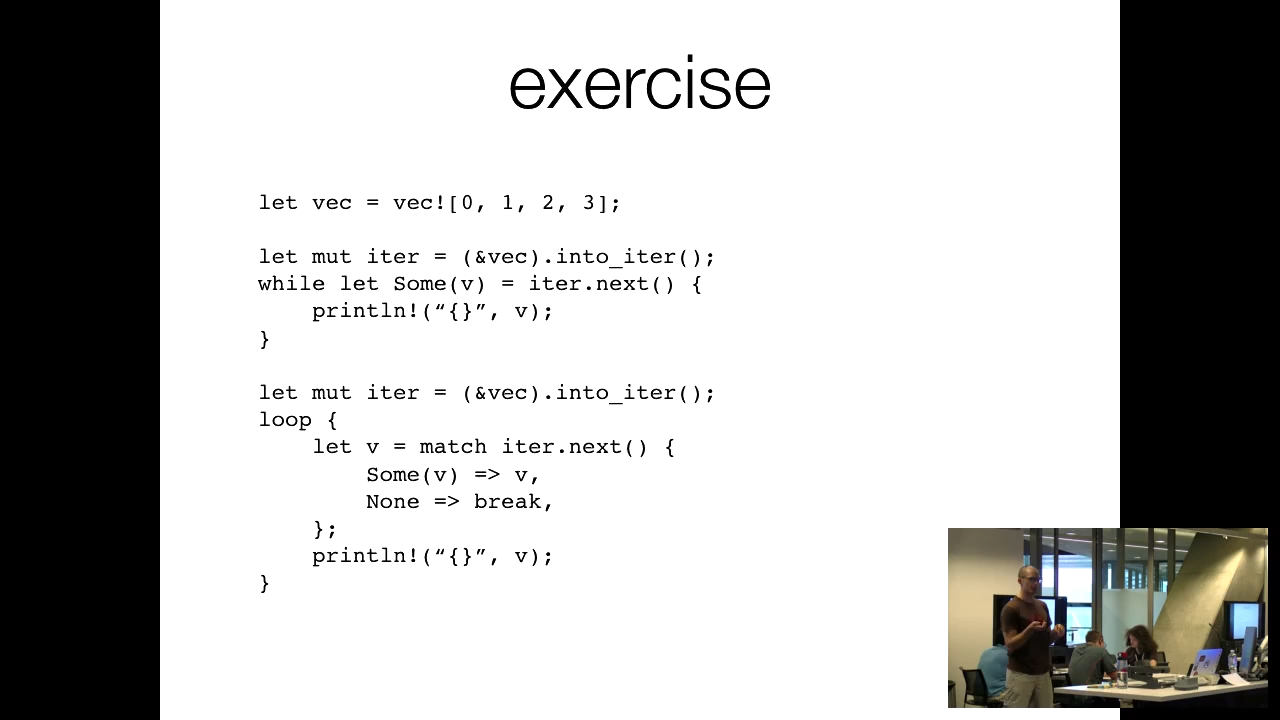 exercise
let vec = vec![0, 1, 2, 3];
let mut iter = (&vec).into_iter();
while let Some(v) = iter.next() {
    println!(“{}”, v);
}
let mut iter = (&vec).into_iter();
loop {
    let v = match iter.next() {
        Some(v) => v,
        None => break,
    };
    println!(“{}”, v);
}